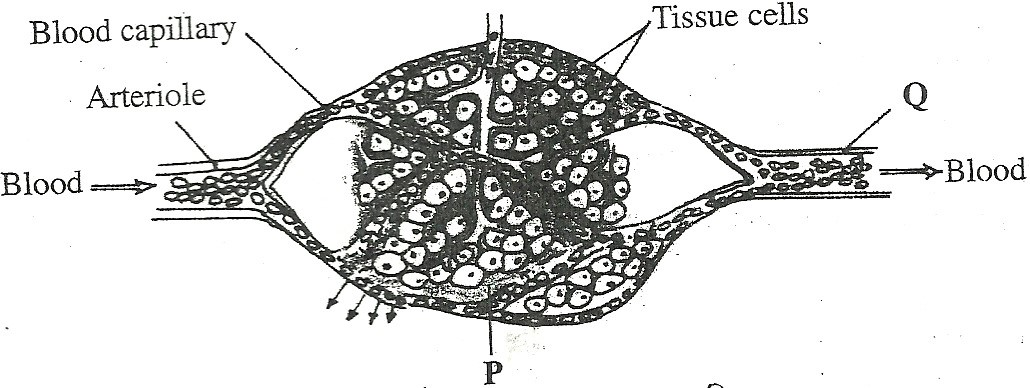 Tissue cells
Blood capillary
Arteriole
Q
Blood
Blood
P